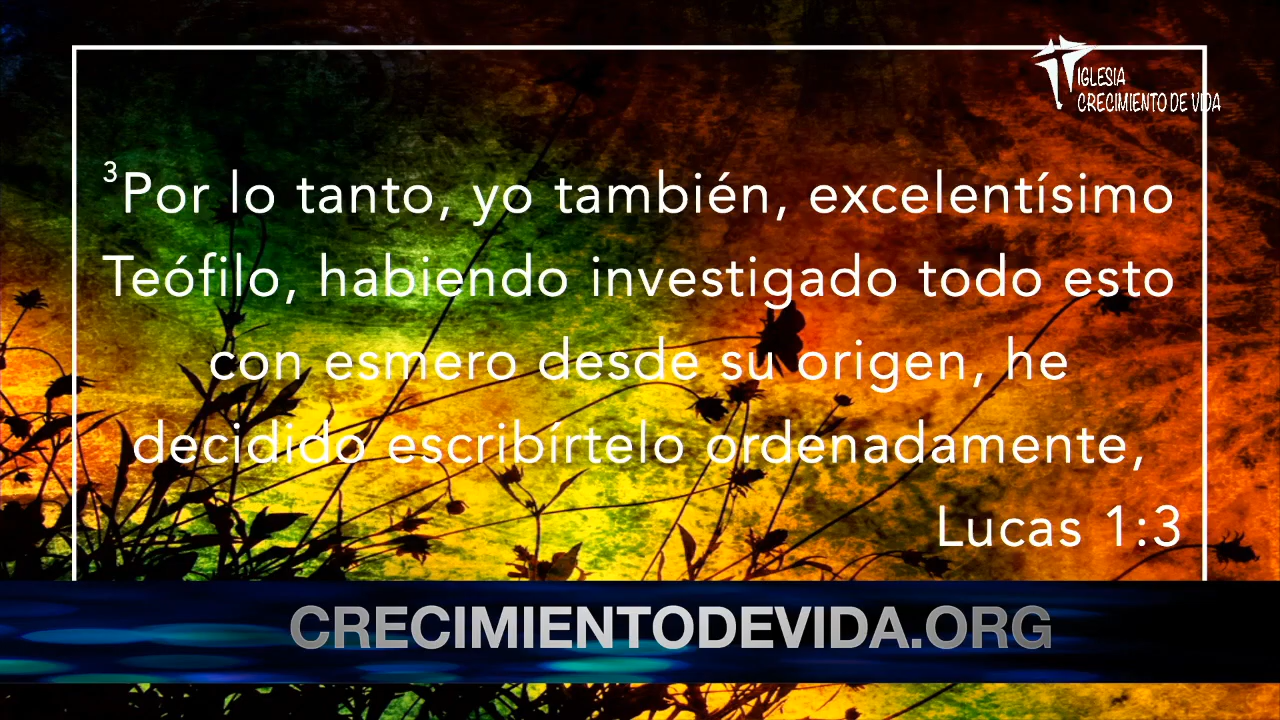 IGLESIA
CRECIMIENTO DE VIDA
3Por lo tanto, yo también, excelentísimo
Teófilo, habiendo investigado todo esto
con esmero desde su origen, he
decidido escribírtelo ordenadamente,
Lucas 1:3
CRECIMIENTODEVIDA.ORG